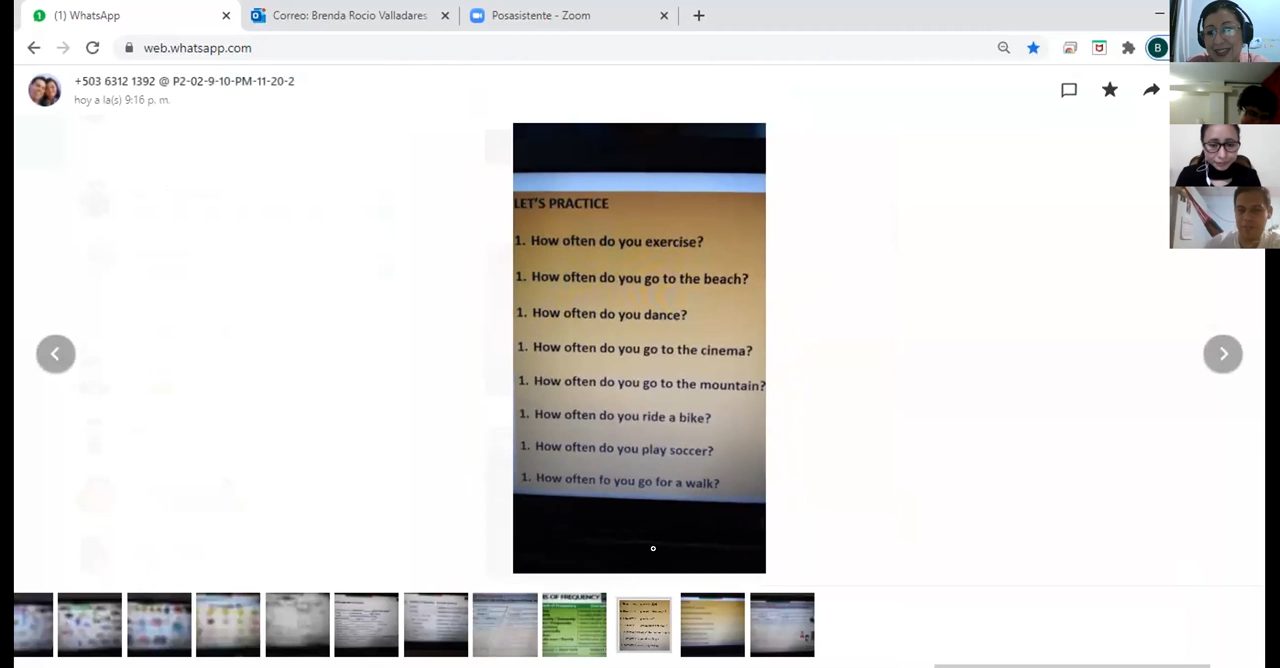 (1) WhatsApp
Correo: Brenda Rocio Valladares
Posasistente - Zoom
web.whatsapp.com
B
+503 6312 1392 @ P2-02-9-10-PM-11-20-2
hoy a la(s) 9:16 p. m.
LET'S PRACTICE
1. How often do you exercise?
1. How often do you go to the beach?
1. How often do you dance?
1. How often do you go to the cinema?
1. How often do you go to the mountain?
1. How often do you ride a bike?
1. How often do you play soccer?
1. How often fo you go for a walk?
OF FREQUENCY